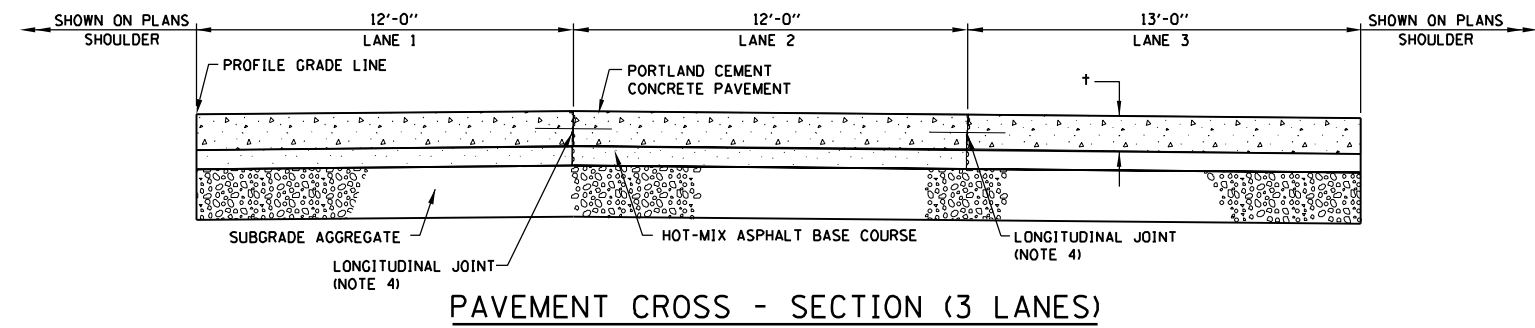 SHOWN ON PLANS
SHOULDER
12'-0"
LANE 1
12'-0"
LANE 2
13'-0"
LANE 3
SHOWN ON PLANS
SHOULDER
PROFILE GRADE LINE
PORTLAND CEMENT
CONCRETE PAVEMENT
†
SUBGRADE AGGREGATE
HOT-MIX ASPHALT BASE COURSE
LONGITUDINAL JOINT
(NOTE 4)
LONGITUDINAL JOINT
(NOTE 4)
PAVEMENT CROSS - SECTION (3 LANES)